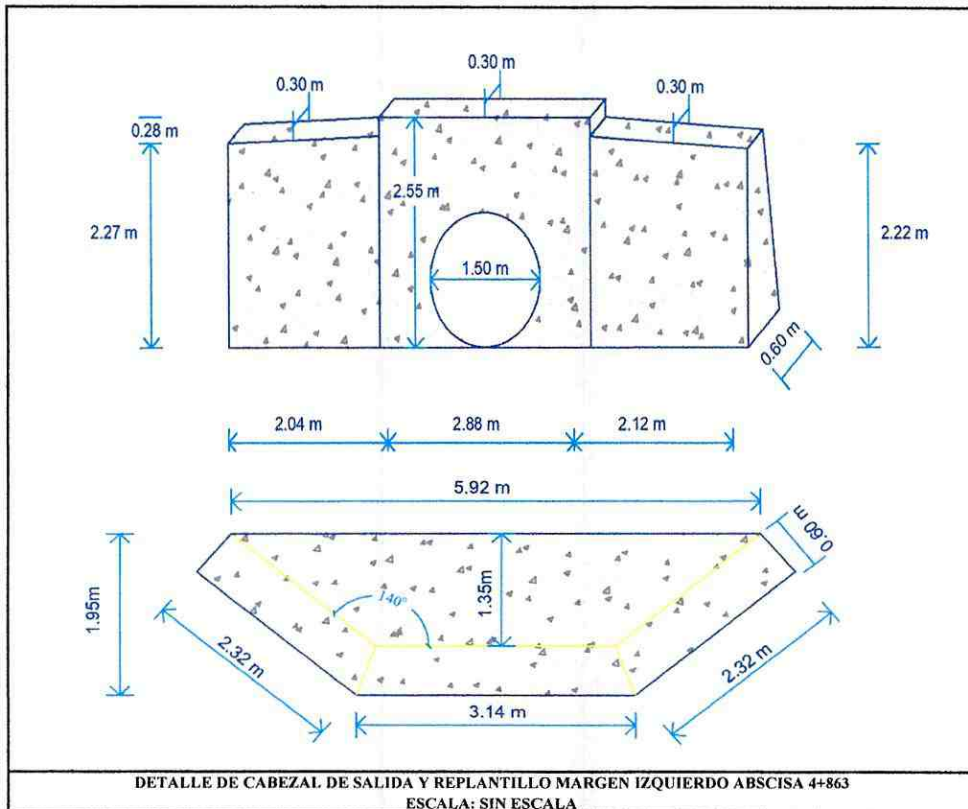 0.30 m
0.30 m
0.30 m
0.28 m
2.55 m
2.27 m
1.50 m
2.22 m
0.60 m
2.04 m
2.88 m
2.12 m
5.92 m
0.60 m
1.95m
140°
1.35m
2.32 m
2.32 m
3.14 m
DETALLE DE CABEZAL DE SALIDA Y REPLANTILLO MARGEN IZQUIERDO ABSCISA 4+863
ESCALA: SIN ESCALA